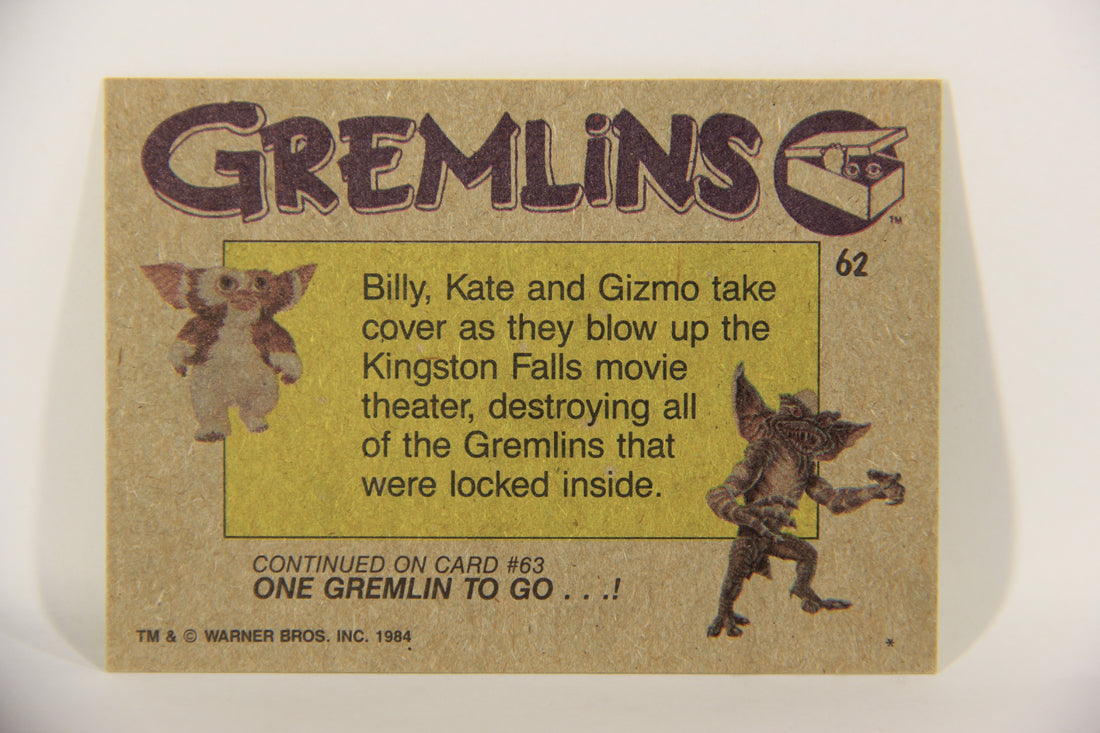 GREMLiNS
TM
62
Billy, Kate and Gizmo take
cover as they blow up the
Kingston Falls movie
theater, destroying all
of the Gremlins that
were locked inside.
CONTINUED ON CARD #63
ONE GREMLIN TO GO . . .!
TM & © WARNER BROS. INC. 1984
*